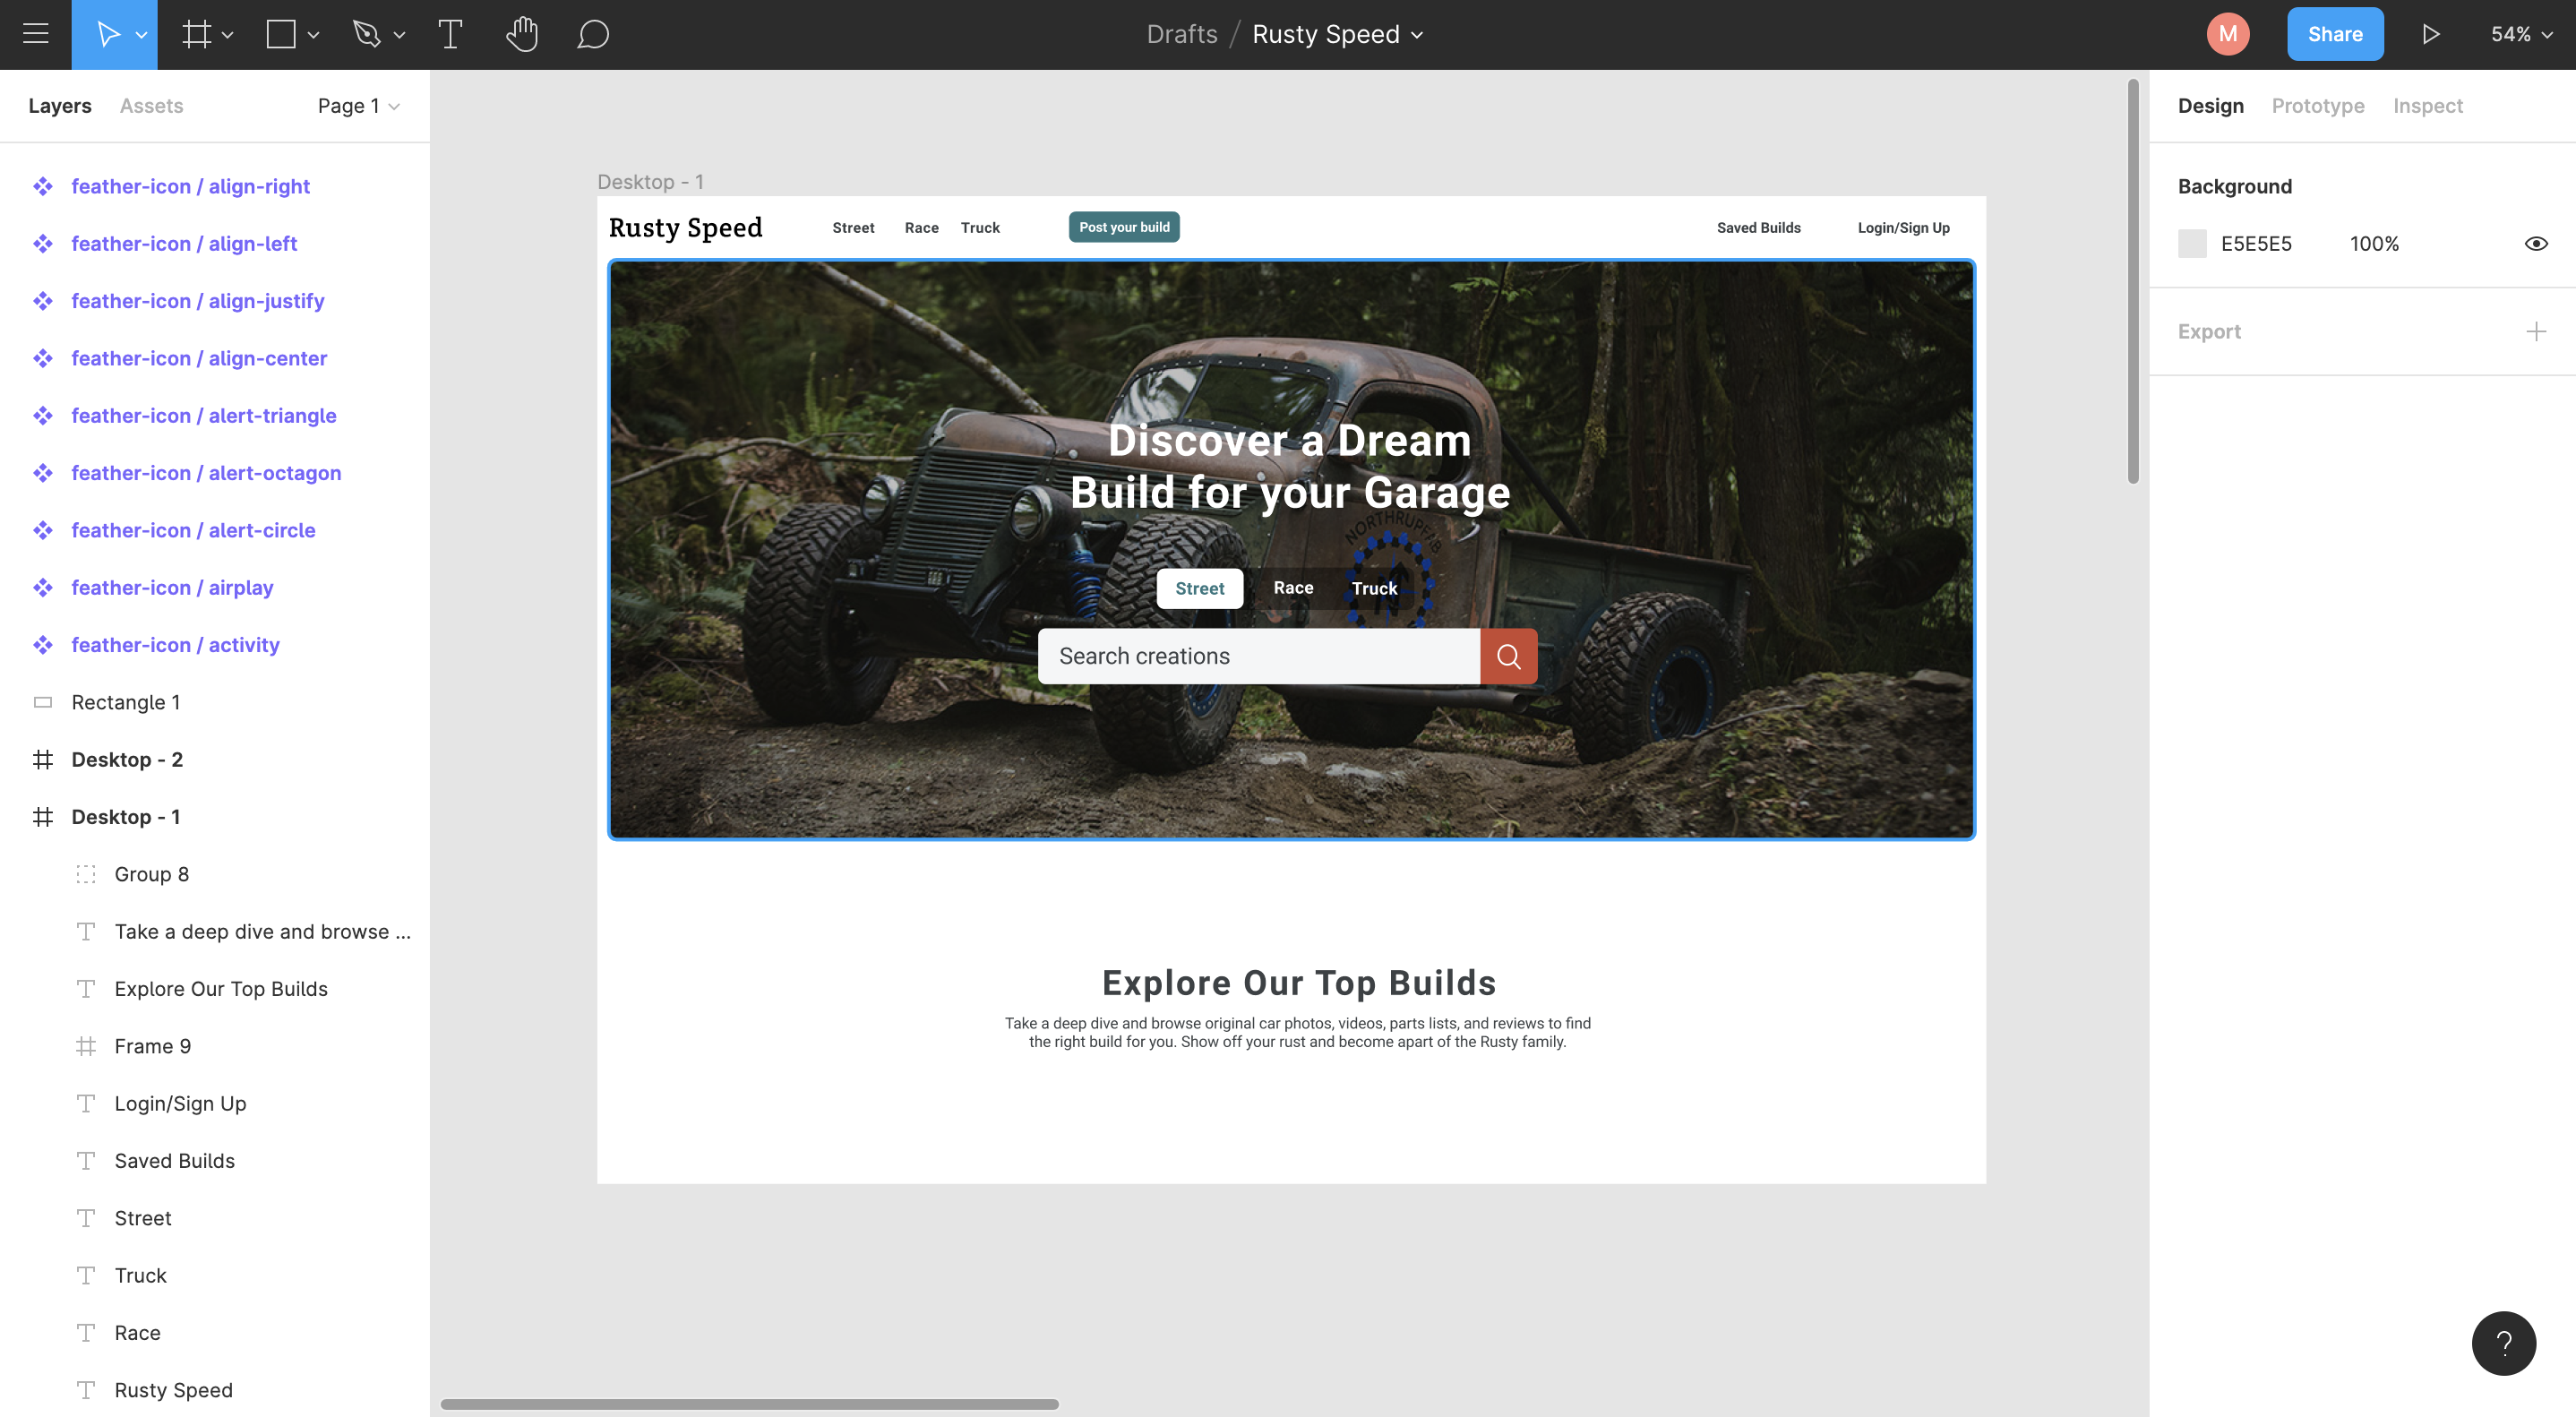 Drafts / Rusty Speed
M
Share
54%
Layers
Assets
Page 1
feather-icon / align-right
feather-icon / align-left
feather-icon / align-justify
feather-icon / align-center
feather-icon / alert-triangle
feather-icon / alert-octagon
feather-icon / alert-circle
feather-icon / airplay
feather-icon / activity
Rectangle 1
Desktop - 2
Desktop - 1
Group 8
Take a deep dive and browse ...
Explore Our Top Builds
Frame 9
Login/Sign Up
Saved Builds
Street
Truck
Race
Rusty Speed
Desktop - 1
Rusty Speed
Street
Race
Truck
Post your build
Saved Builds
Login/Sign Up
Discover a Dream
Build for your Garage
NORTHRUPFAB
Street
Race
Truck
Search creations
Explore Our Top Builds
Take a deep dive and browse original car photos, videos, parts lists, and reviews to find
the right build for you. Show off your rust and become apart of the Rusty family.
Design
Prototype
Inspect
Background
E5E5E5
100%
Export
?